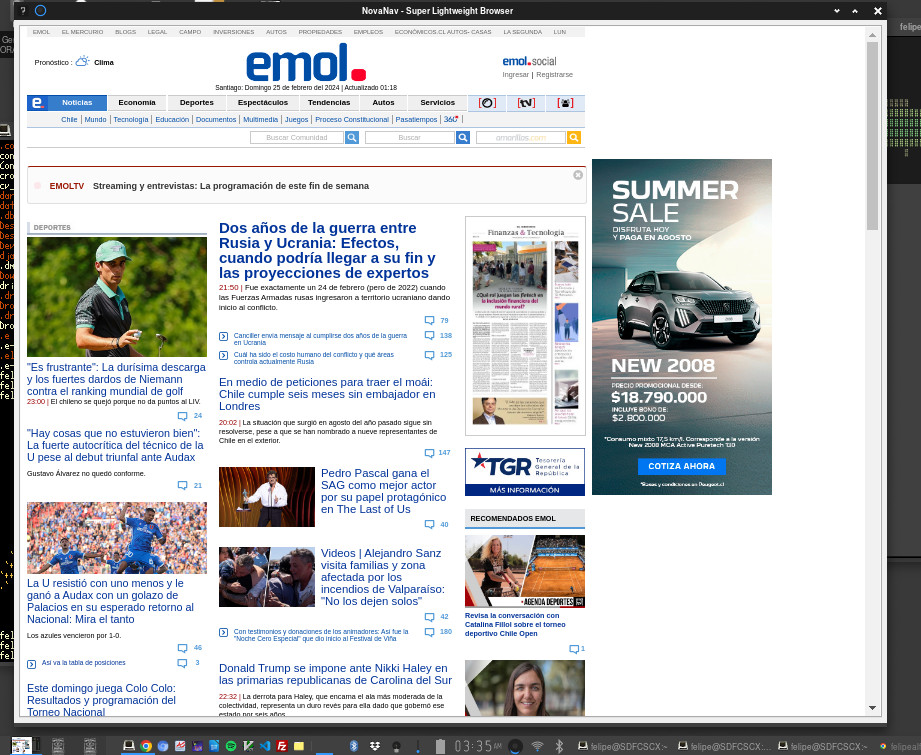 NovaNav - Super Lightweight Browser
EMOL EL MERCURIO BLOGS LEGAL CAMPO INVERSIONES AUTOS PROPIEDADES EMPLEOS ECONÓMICOS.CL AUTOS- CASAS LA SEGUNDA LUN
Pronóstico : Clima
emol.
emol.social
Ingresar | Registrarse
Santiago: Domingo 25 de febrero del 2024 | Actualizado 01:18
e. Noticias Economía Deportes Espectáculos Tendencias Autos Servicios [tv]
Chile | Mundo | Tecnología | Educación | Documentos | Multimedia | Juegos | Proceso Constitucional | Pasatiempos | 360°
Buscar Comunidad
Buscar
amarillas.com
EMOLTV Streaming y entrevistas: La programación de este fin de semana
DEPORTES
"Es frustrante": La durísima descarga
y los fuertes dardos de Niemann
contra el ranking mundial de golf
23:00 | El chileno se quejó porque no da puntos al LIV.
24
"Hay cosas que no estuvieron bien":
La fuerte autocrítica del técnico de la
U pese al debut triunfal ante Audax
Gustavo Álvarez no quedó conforme.
21
La U resistió con uno menos y le
ganó a Audax con un golazo de
Palacios en su esperado retorno al
Nacional: Mira el tanto
Los azules vencieron por 1-0.
46
Así va la tabla de posiciones 3
Este domingo juega Colo Colo:
Resultados y programación del
Torneo Nacional
Dos años de la guerra entre
Rusia y Ucrania: Efectos,
cuando podría llegar a su fin y
las proyecciones de expertos
21:50 | Fue exactamente un 24 de febrero (pero de 2022) cuando
las Fuerzas Armadas rusas ingresaron a territorio ucraniano dando
inicio al conflicto.
79
Canciller envía mensaje al cumplirse dos años de la guerra
en Ucrania
138
Cuál ha sido el costo humano del conflicto y qué áreas
controla actualmente Rusia
125
En medio de peticiones para traer el moái:
Chile cumple seis meses sin embajador en
Londres
20:02 | La situación que surgió en agosto del año pasado sigue sin
resolverse, pese a que se han nombrado a nueve representantes de
Chile en el exterior.
147
Pedro Pascal gana el
SAG como mejor actor
por su papel protagónico
en The Last of Us
40
Videos | Alejandro Sanz
visita familias y zona
afectada por los
incendios de Valparaíso:
"No los dejen solos"
42
Con testimonios y donaciones de los animadores: Así fue la
"Noche Cero Especial" que dio inicio al Festival de Viña
180
Donald Trump se impone ante Nikki Haley en
las primarias republicanas de Carolina del Sur
22:32 | La derrota para Haley, que encarna el ala más moderada de la
colectividad, representa un duro revés para ella dado que gobernó ese
estado por seis años.
Finanzas & Tecnología
¿Qué rol juegan las fintech en
la inclusión financiera del
mundo rural?
TGR
Tesorería
General de la
República
MÁS INFORMACIÓN
RECOMENDADOS EMOL
AGENDA DEPORTES
Revisa la conversación con
Catalina Fillol sobre el torneo
deportivo Chile Open
1
SUMMER
SALE
DISFRUTA HOY
Y PAGA EN AGOSTO
NEW 2008
PRECIO PROMOCIONAL DESDE:
$18.790.000
INCLUYE BONO DE:
$2.800.000
*Consumo mixto 17,5 km/l. Corresponde a la versión
New 2008 MCA Active Puretech 130
COTIZA AHORA
*Bases y condiciones en Peugeot.cl
felipe
03:35 AM
felipe@SDFCSCX:~ felipe@SDFCSCX:~ felipe@SDFCSCX:~